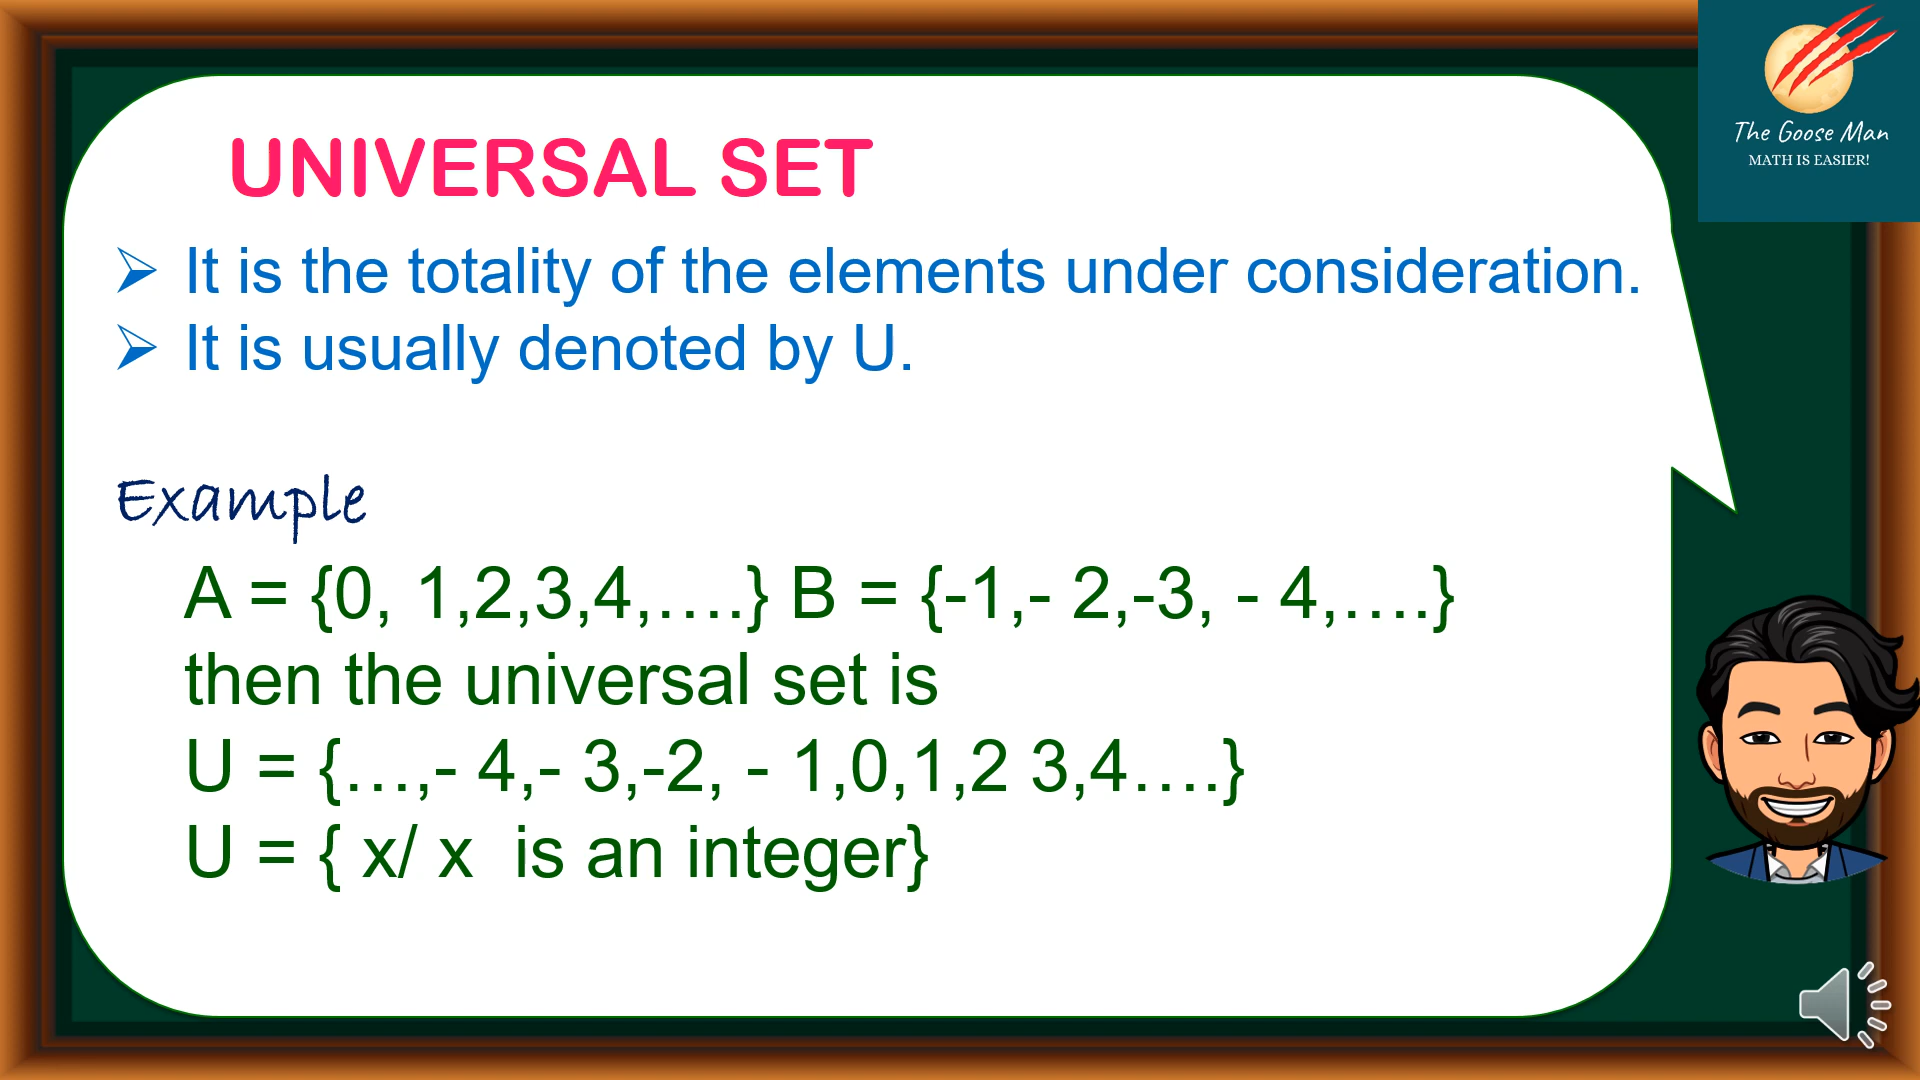 The Goose Man
MATH IS EASIER!
UNIVERSAL SET
➢ It is the totality of the elements under consideration.
➢ It is usually denoted by U.
Example
A = {0, 1,2,3,4,….} B = {-1,- 2,-3, - 4,….}
then the universal set is
U = {…,- 4,- 3,-2, - 1,0,1,2 3,4….}
U = { x/ x  is an integer}